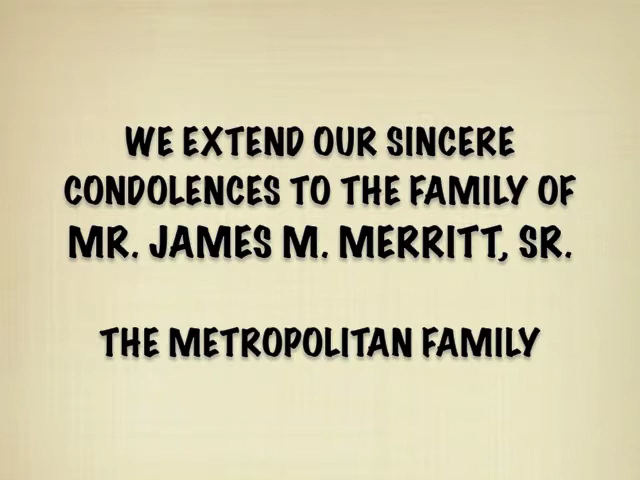 WE EXTEND OUR SINCERE
CONDOLENCES TO THE FAMILY OF
MR. JAMES M. MERRITT, SR.
THE METROPOLITAN FAMILY